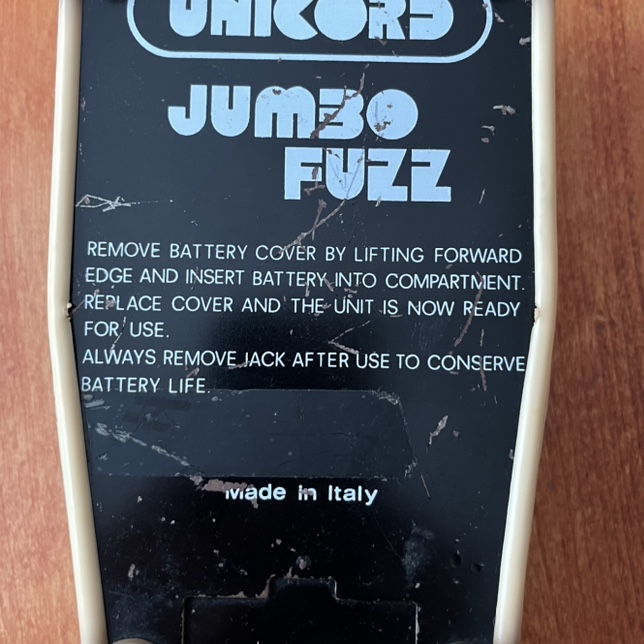 UNICORD
JUMBO
FUZZ
REMOVE BATTERY COVER BY LIFTING FORWARD
EDGE AND INSERT BATTERY INTO COMPARTMENT.
REPLACE COVER AND THE UNIT IS NOW READY
FOR USE.
ALWAYS REMOVE JACK AFTER USE TO CONSERVE
BATTERY LIFE.
Made in Italy